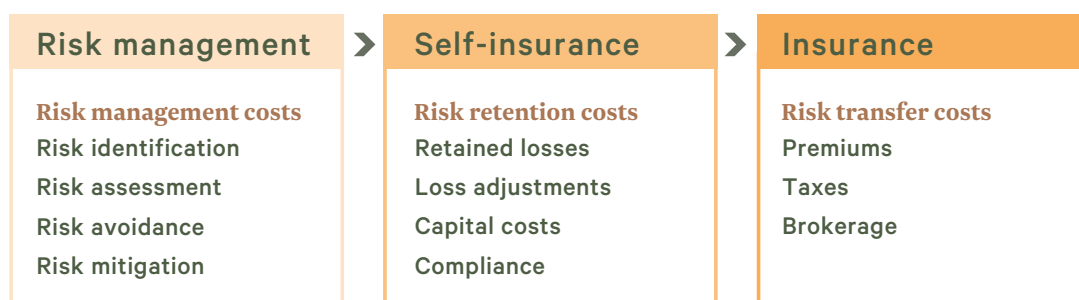 Risk management
Risk management costs
Risk identification
Risk assessment
Risk avoidance
Risk mitigation
Self-insurance
Risk retention costs
Retained losses
Loss adjustments
Capital costs
Compliance
Insurance
Risk transfer costs
Premiums
Taxes
Brokerage